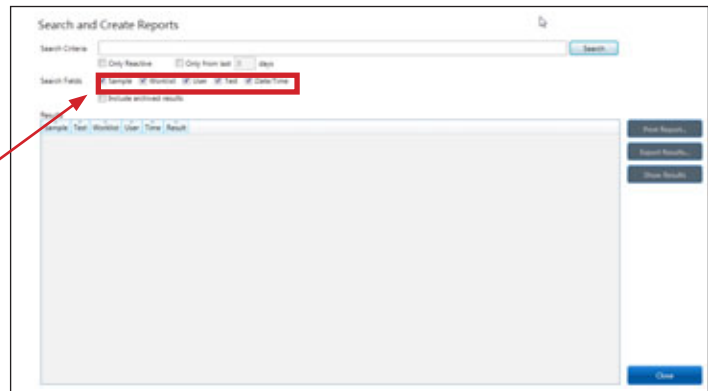 Search and Create Reports
Search Criteria
Search
Only Reactive Only from last days
Search Fields Sample Worklist User Test Date/Time
Include archived results
Results
Sample Test Worklist User Time Result
Print Report...
Export Results...
Show Results
Close